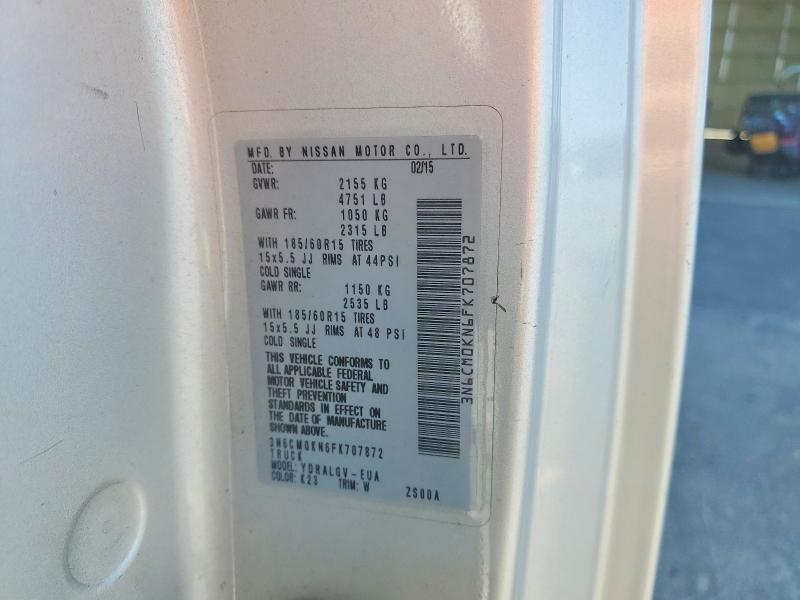 MFD. BY NISSAN MOTOR CO., LTD.
DATE: 02/15
GVWR: 2155 KG
4751 LB
GAWR FR: 1050 KG
2315 LB
WITH 185/60R15 TIRES
15x5.5 JJ RIMS AT 44PSI
COLD SINGLE
GAWR RR: 1150 KG
2535 LB
WITH 185/60R15 TIRES
15x5.5 JJ RIMS AT 48 PSI
COLD SINGLE
THIS VEHICLE CONFORMS TO
ALL APPLICABLE FEDERAL
MOTOR VEHICLE SAFETY AND
THEFT PREVENTION
STANDARDS IN EFFECT ON
THE DATE OF MANUFACTURE
SHOWN ABOVE.
3N6CM0KN6FK707872
TRUCK
MODEL: YDRALGV-EUA
COLOR: K23 TRIM: W ZS00A
3N6CM0KN6FK707872